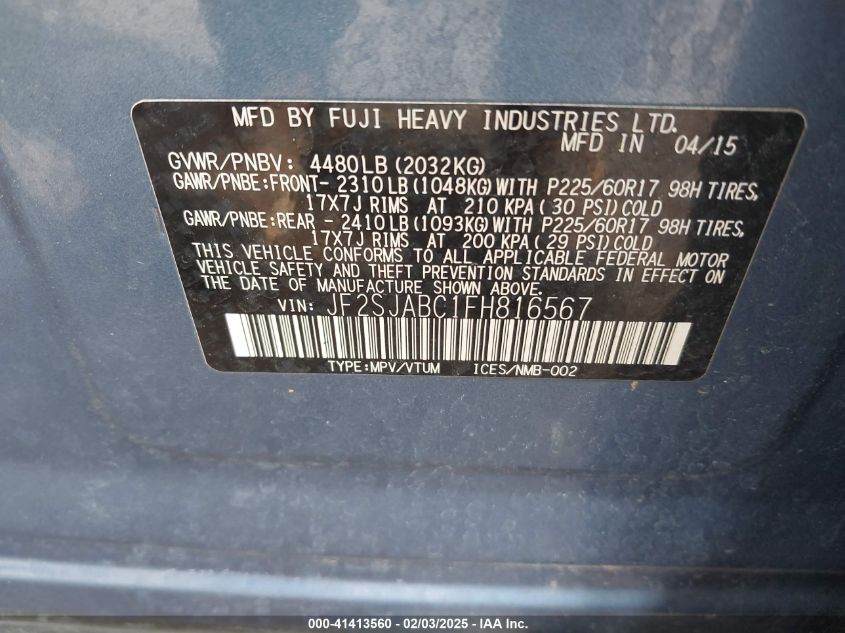 MFD BY FUJI HEAVY INDUSTRIES LTD.
MFD IN 04/15
GVWR/PNBV: 4480LB (2032KG)
GAWR/PNBE:FRONT- 2310LB (1048KG) WITH P225/60R17 98H TIRES,
17X7J RIMS AT 210 KPA ( 30 PSI) COLD
GAWR/PNBE:REAR - 2410LB (1093KG) WITH P225/60R17 98H TIRES,
17X7J RIMS AT 200 KPA ( 29 PSI) COLD
THIS VEHICLE CONFORMS TO ALL APPLICABLE FEDERAL MOTOR
VEHICLE SAFETY AND THEFT PREVENTION STANDARDS IN EFFECT ON
THE DATE OF MANUFACTURE SHOWN ABOVE.
VIN: JF2SJABC1FH816567
TYPE:MPV/VTUM ICES/NMB-002
000-41413560 - 02/03/2025 - IAA Inc.